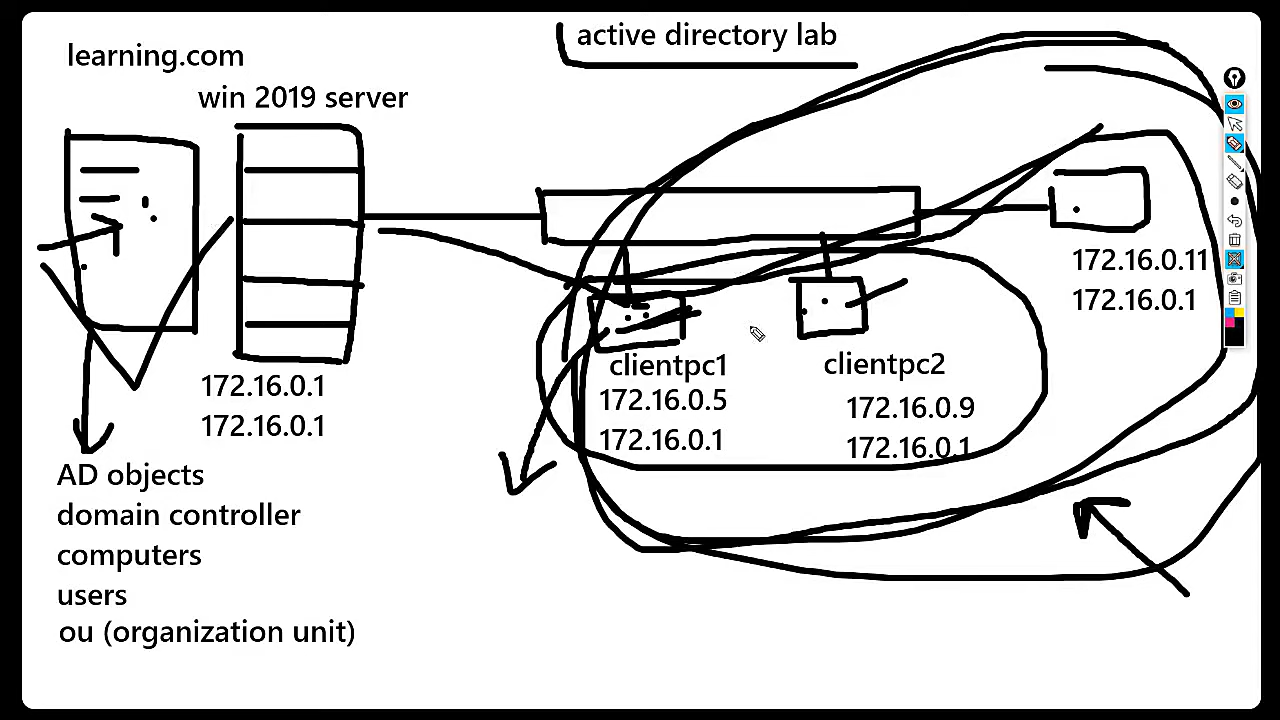 active directory lab
learning.com
win 2019 server
172.16.0.11
172.16.0.1
clientpc1
172.16.0.5
172.16.0.1
clientpc2
172.16.0.9
172.16.0.1
172.16.0.1
172.16.0.1
AD objects
domain controller
computers
users
ou (organization unit)